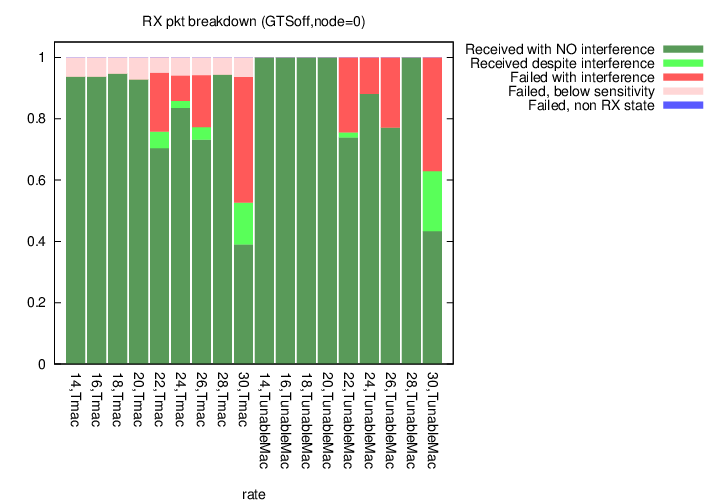 RX pkt breakdown (GTSoff,node=0)
Received with NO interference
Received despite interference
Failed with interference
Failed, below sensitivity
Failed, non RX state
1
0.8
0.6
0.4
0.2
0
14,Tmac
16,Tmac
18,Tmac
20,Tmac
22,Tmac
24,Tmac
26,Tmac
28,Tmac
30,Tmac
14,TunableMac
16,TunableMac
18,TunableMac
20,TunableMac
22,TunableMac
24,TunableMac
26,TunableMac
28,TunableMac
30,TunableMac
rate